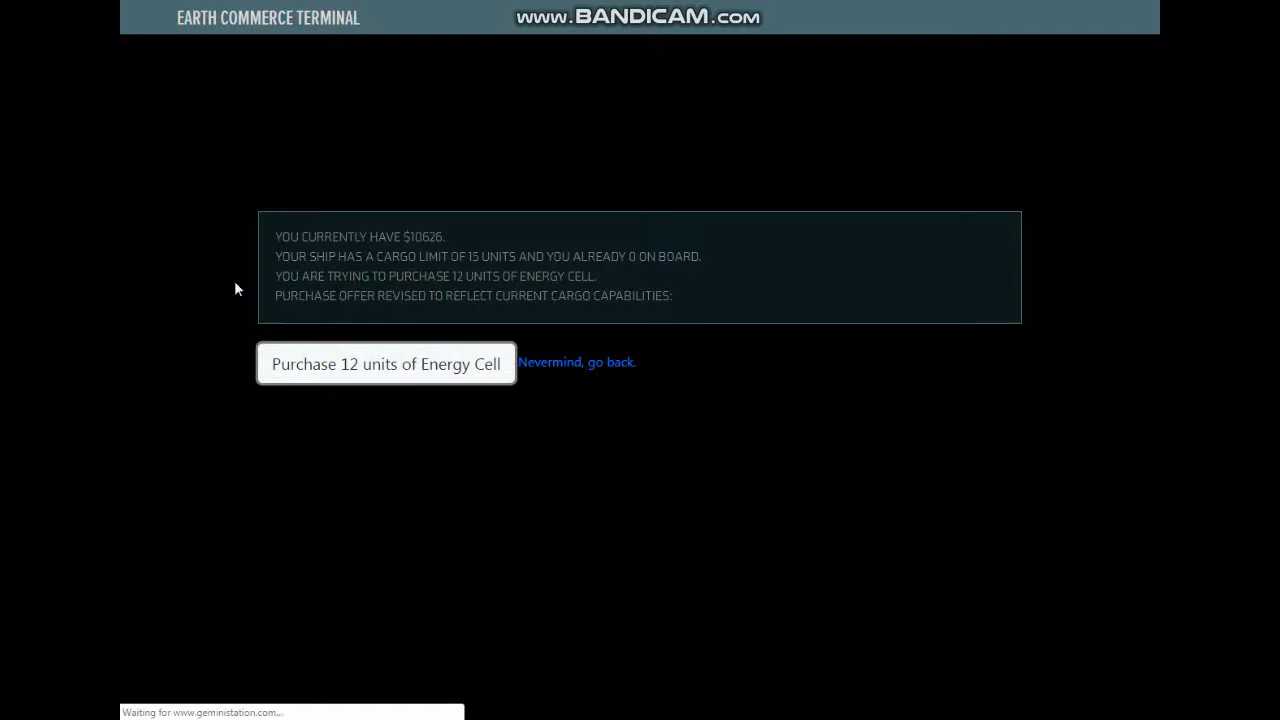 EARTH COMMERCE TERMINAL
www.BANDICAM.com
YOU CURRENTLY HAVE $10626.
YOUR SHIP HAS A CARGO LIMIT OF 15 UNITS AND YOU ALREADY 0 ON BOARD.
YOU ARE TRYING TO PURCHASE 12 UNITS OF ENERGY CELL.
PURCHASE OFFER REVISED TO REFLECT CURRENT CARGO CAPABILITIES:
Purchase 12 units of Energy Cell
Nevermind, go back.
Waiting for www.geministation.com...